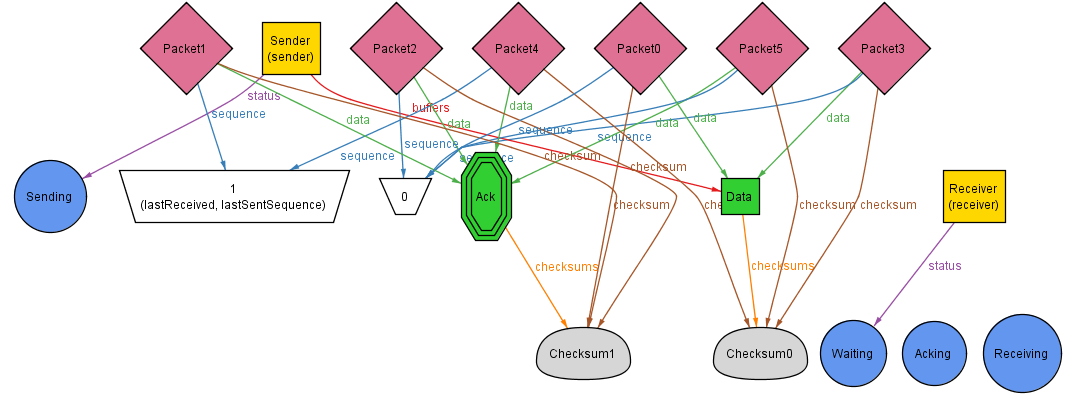 Packet1
Sender
(sender)
Packet2
Packet4
Packet0
Packet5
Packet3
status
buffers
data
sequence
data
data
data
data
data
sequence
sequence
sequence
sequence
sequence
checksum
checksum
Sending
1
(lastReceived, lastSentSequence)
0
Ack
Data
Receiver
(receiver)
checksum
checksum
checksum
checksums
checksums
status
Checksum1
Checksum0
Waiting
Acking
Receiving